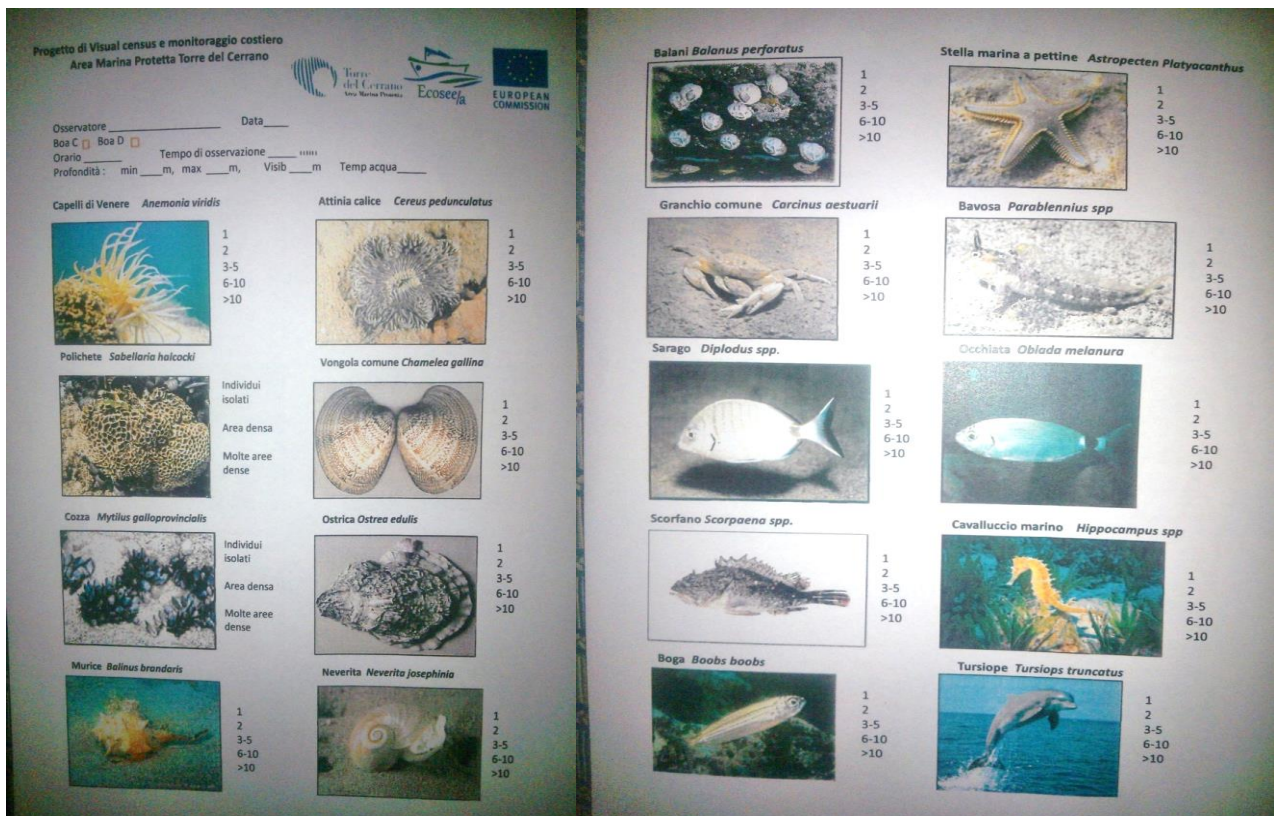 Progetto di Visual census e monitoraggio costiero
Area Marina Protetta Torre del Cerrano
Torre
del Cerrano
Area Marina Protetta
Ecosee/a
EUROPEAN
COMMISSION
Osservatore ____________________ Data____
Boa C Boa D
Orario _______ Tempo di osservazione _____
Profondità : min ____m, max ____m, Visib ____m Temp acqua_____
Capelli di Venere Anemonia viridis
1
2
3-5
6-10
>10
Attinia calice Cereus pedunculatus
1
2
3-5
6-10
>10
Polichete Sabellaria halcocki
Individui
isolati
Area densa
Molte aree
dense
Vongola comune Chamelea gallina
1
2
3-5
6-10
>10
Cozza Mytilus galloprovincialis
Individui
isolati
Area densa
Molte aree
dense
Ostrica Ostrea edulis
1
2
3-5
6-10
>10
Murice Bolinus brandaris
1
2
3-5
6-10
>10
Neverita Neverita josephinia
1
2
3-5
6-10
>10
Balani Balanus perforatus
1
2
3-5
6-10
>10
Stella marina a pettine Astropecten Platyacanthus
1
2
3-5
6-10
>10
Granchio comune Carcinus aestuarii
1
2
3-5
6-10
>10
Bavosa Parablennius spp
1
2
3-5
6-10
>10
Sarago Diplodus spp.
1
2
3-5
6-10
>10
Occhiata Oblada melanura
1
2
3-5
6-10
>10
Scorfano Scorpaena spp.
1
2
3-5
6-10
>10
Cavalluccio marino Hippocampus spp
1
2
3-5
6-10
>10
Boga Boobs boobs
1
2
3-5
6-10
>10
Tursiope Tursiops truncatus
1
2
3-5
6-10
>10